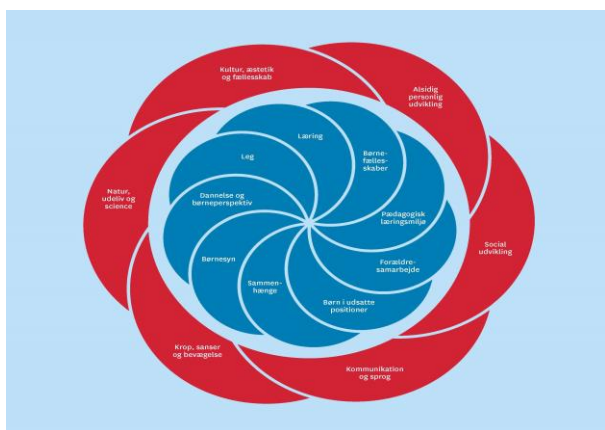 Kultur, æstetik
og fællesskab
Alsidig
personlig
udvikling
Social
udvikling
Kommunikation
og sprog
Krop, sanser
og bevægelse
Natur,
udeliv og
science
Læring
Børne-
fælles-
skaber
Pædagogisk
læringsmiljø
Forældre-
samarbejde
Børn i udsatte
positioner
Sammen-
hænge
Børnesyn
Dannelse og
børneperspektiv
Leg